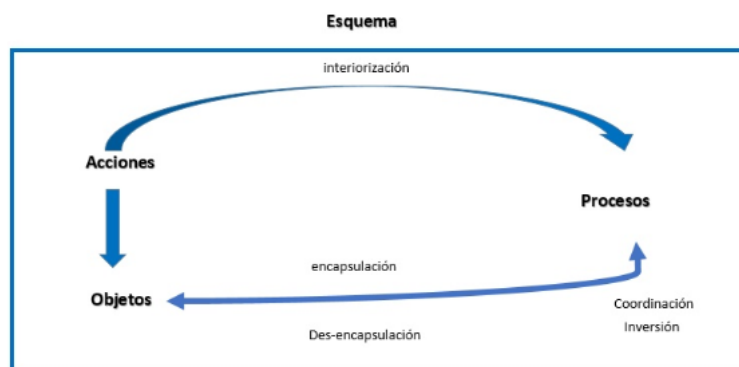 Esquema
interiorización
Acciones
Procesos
encapsulación
Objetos
Coordinación
Inversión
Des-encapsulación